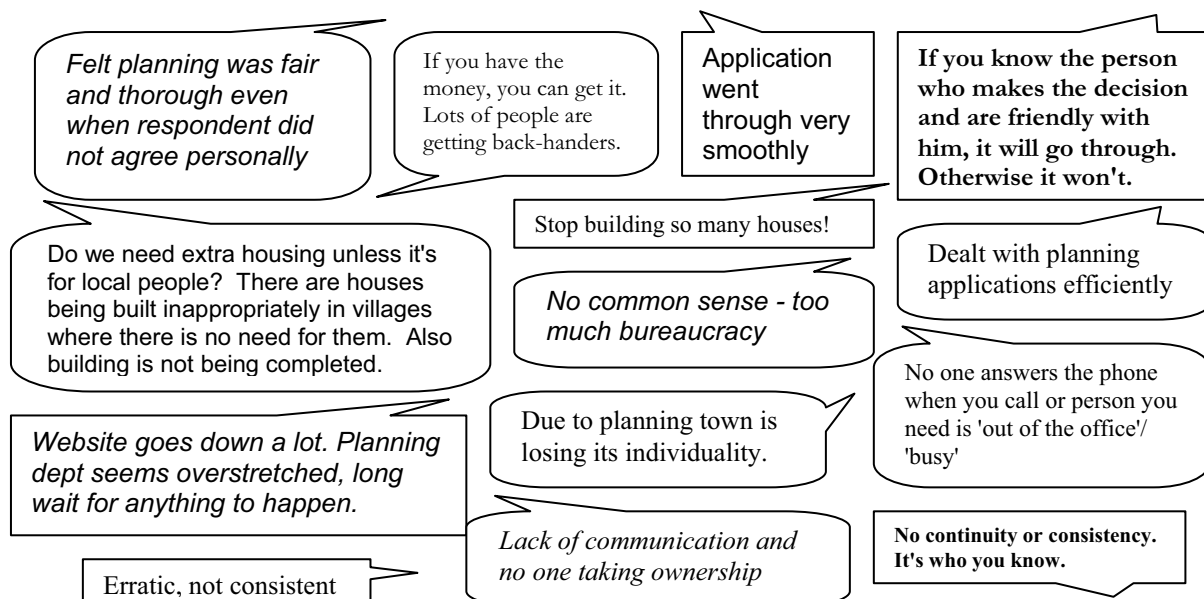 Felt planning was fair
and thorough even
when respondent did
not agree personally
If you have the
money, you can get it.
Lots of people are
getting back-handers.
Application
went
through very
smoothly
If you know the person
who makes the decision
and are friendly with
him, it will go through.
Otherwise it won't.
Stop building so many houses!
Do we need extra housing unless it's
for local people? There are houses
being built inappropriately in villages
where there is no need for them. Also
building is not being completed.
No common sense - too
much bureaucracy
Dealt with planning
applications efficiently
No one answers the phone
when you call or person you
need is 'out of the office'/
'busy'
Due to planning town is
losing its individuality.
Website goes down a lot. Planning
dept seems overstretched, long
wait for anything to happen.
Lack of communication and
no one taking ownership
No continuity or consistency.
It's who you know.
Erratic, not consistent